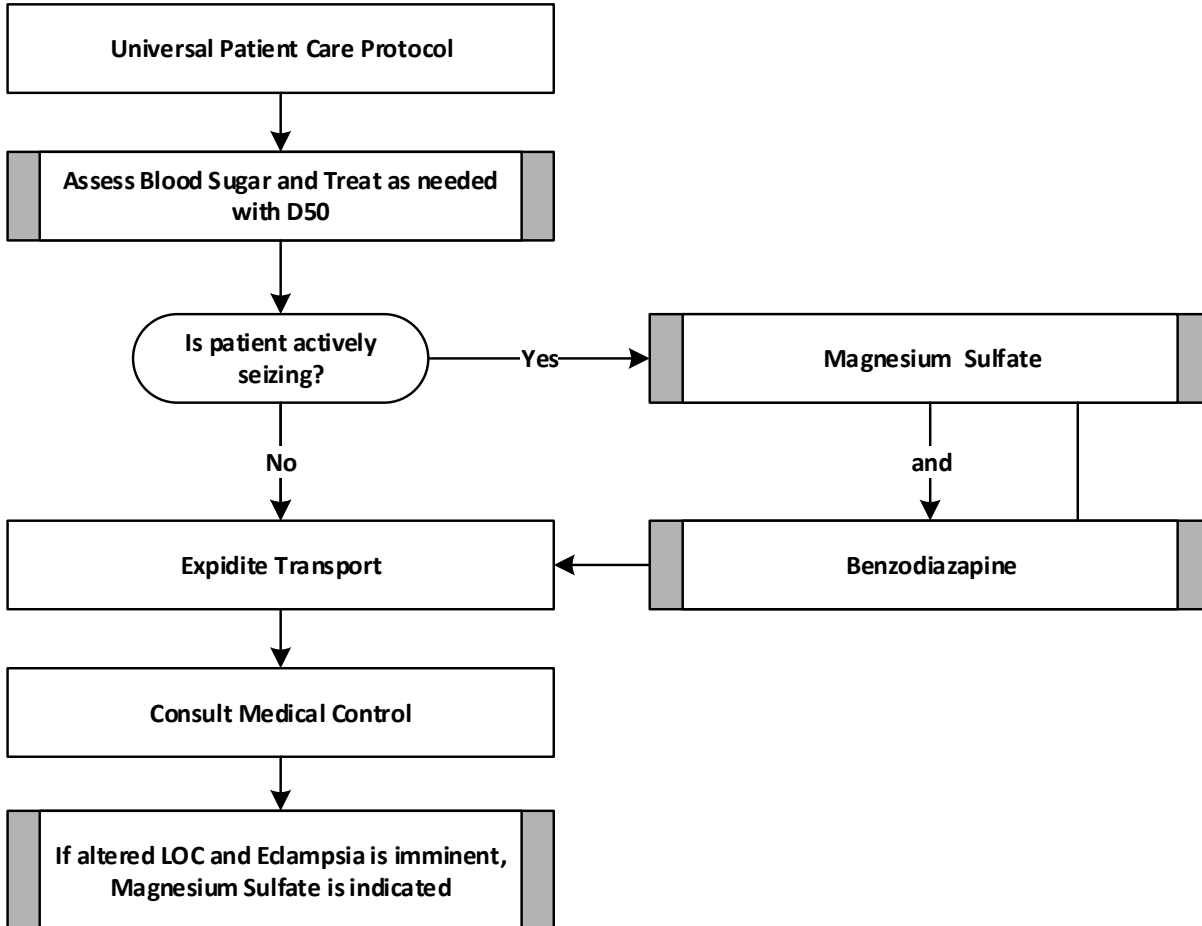 Universal Patient Care Protocol
Assess Blood Sugar and Treat as needed
with D50
Is patient actively
seizing?
Yes
Magnesium Sulfate
No
and
Expidite Transport
Benzodiazapine
Consult Medical Control
If altered LOC and Eclampsia is imminent,
Magnesium Sulfate is indicated